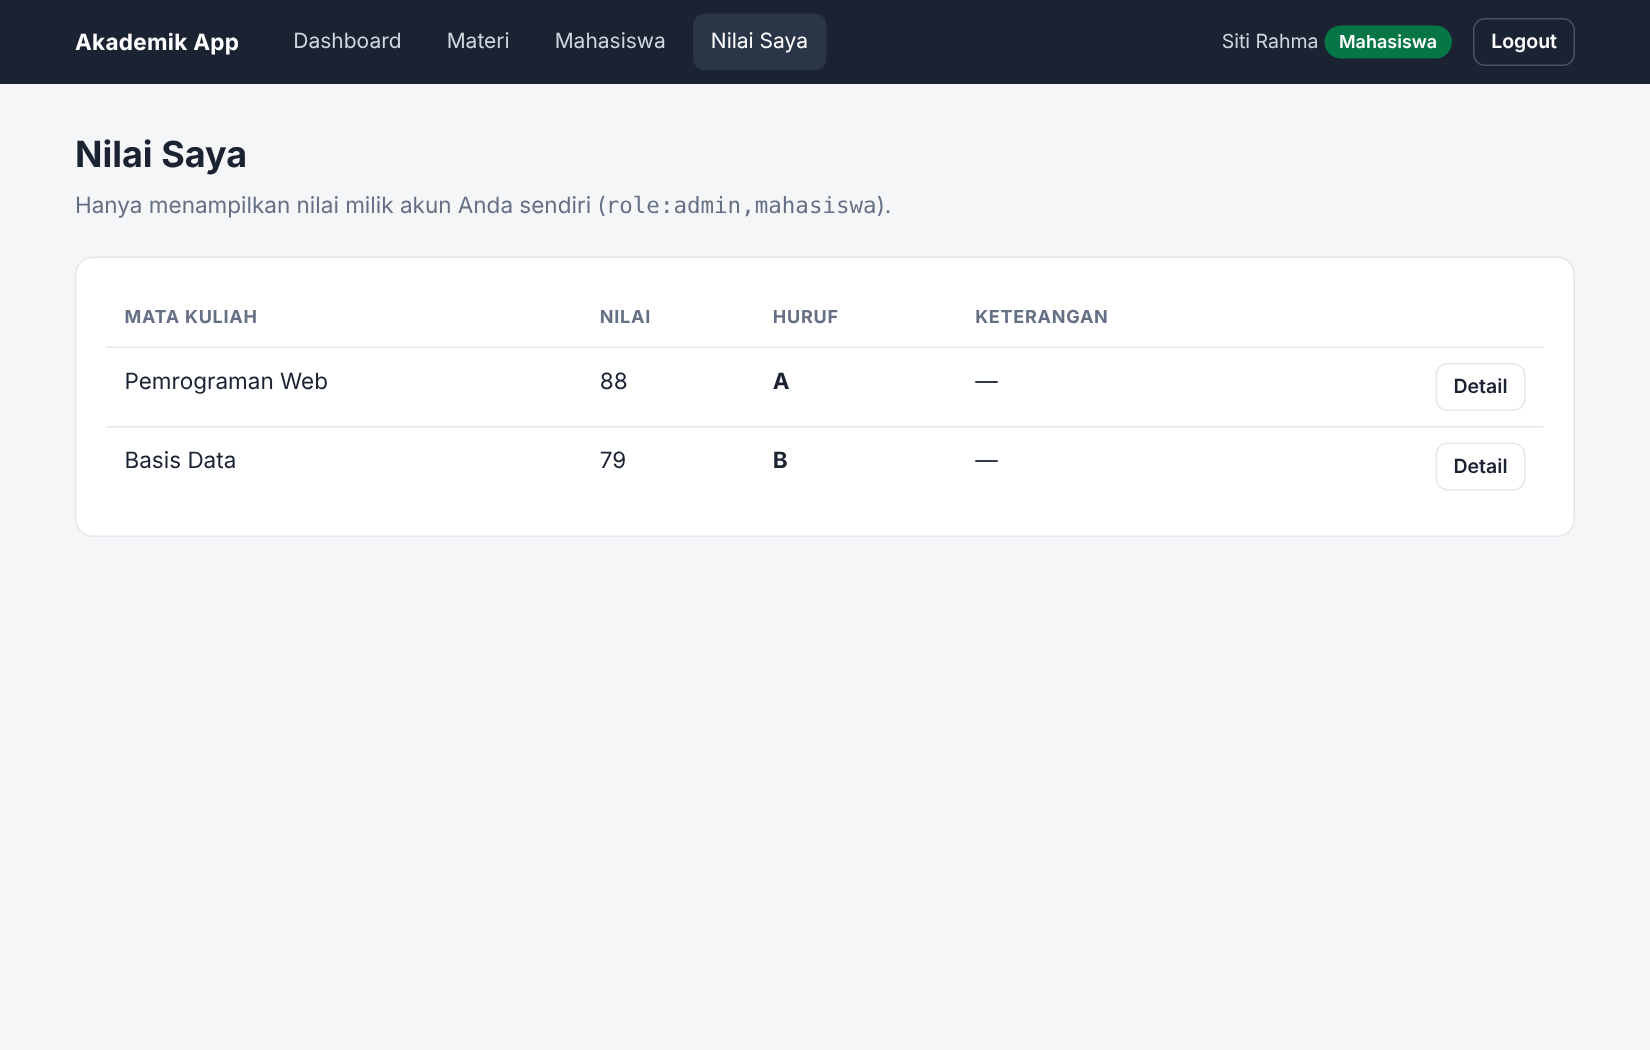 Akademik App Dashboard Materi Mahasiswa Nilai Saya Siti Rahma Mahasiswa Logout
Nilai Saya
Hanya menampilkan nilai milik akun Anda sendiri (role:admin,mahasiswa).
MATA KULIAH NILAI HURUF KETERANGAN
Pemrograman Web 88 A — Detail
Basis Data 79 B — Detail